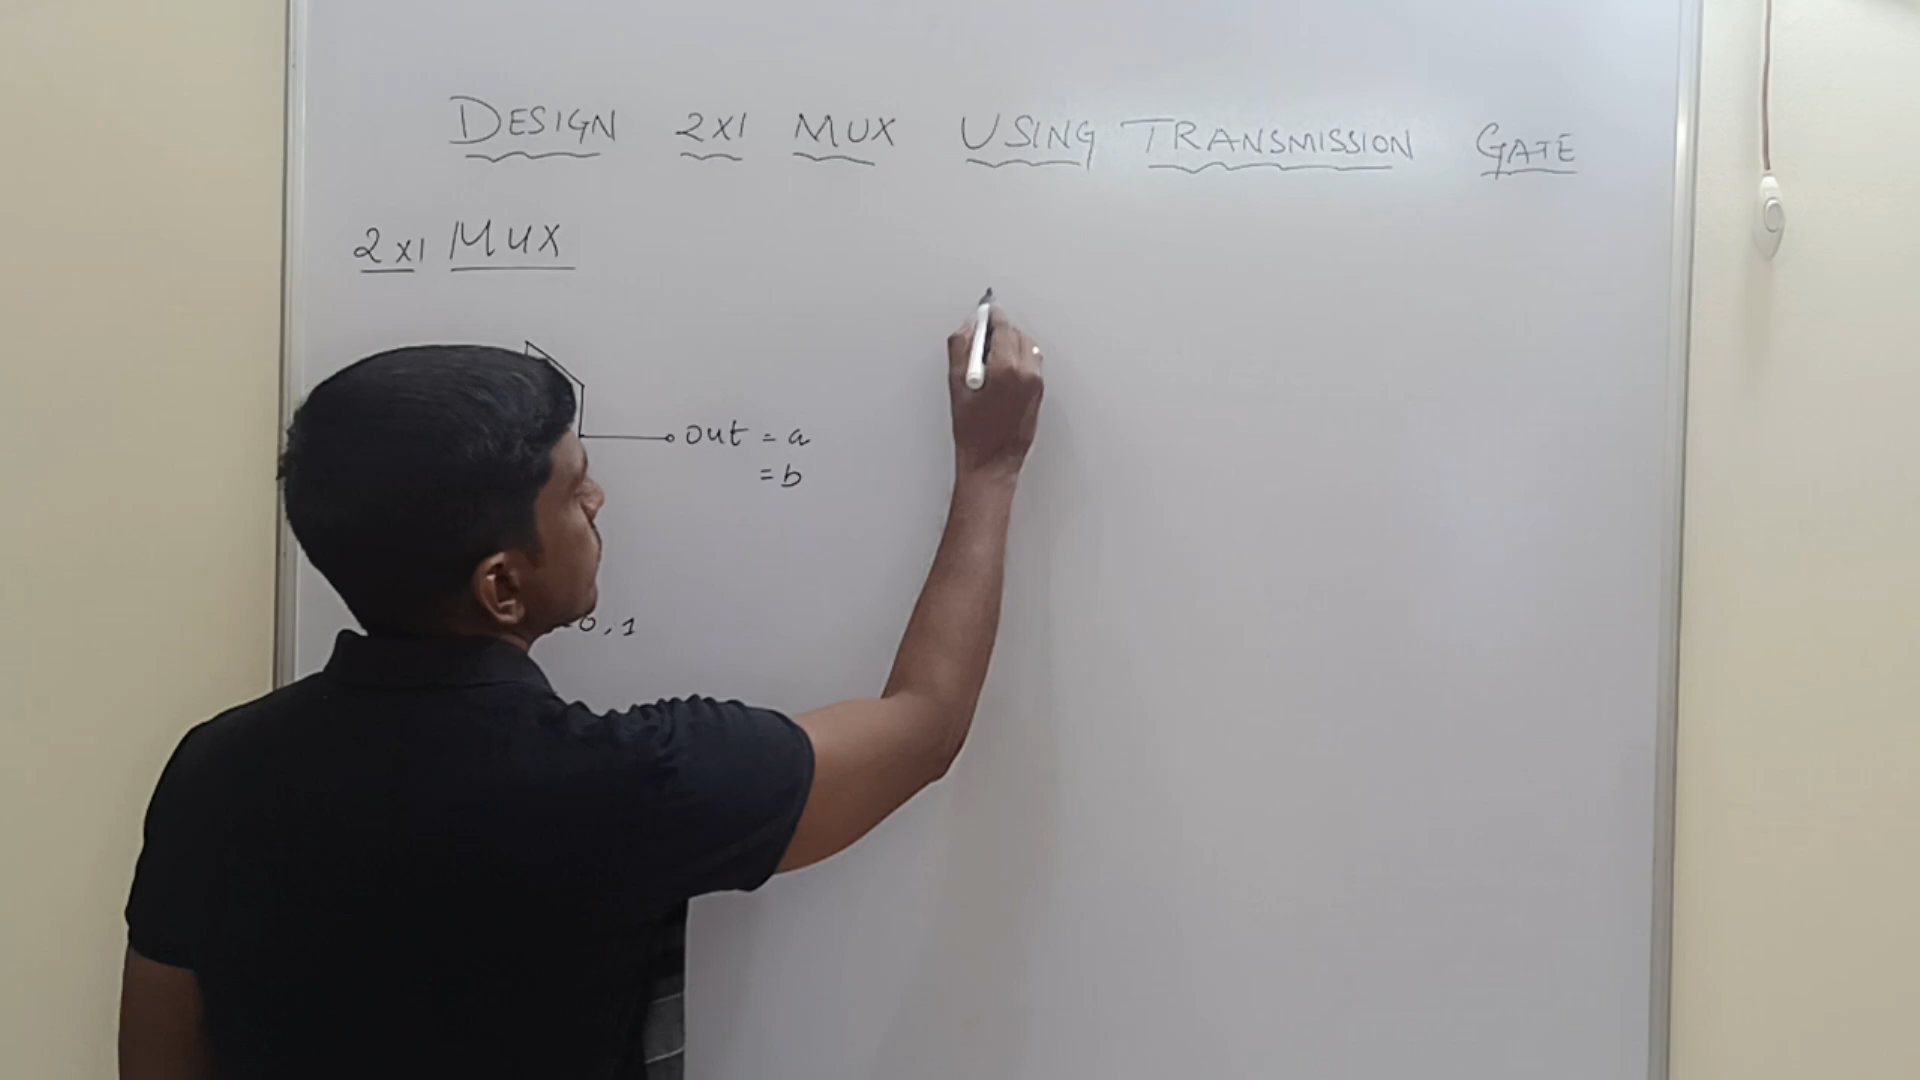 DESIGN 2X1 MUX USING TRANSMISSION GATE
2x1 MUX
out = a
= b
0, 1